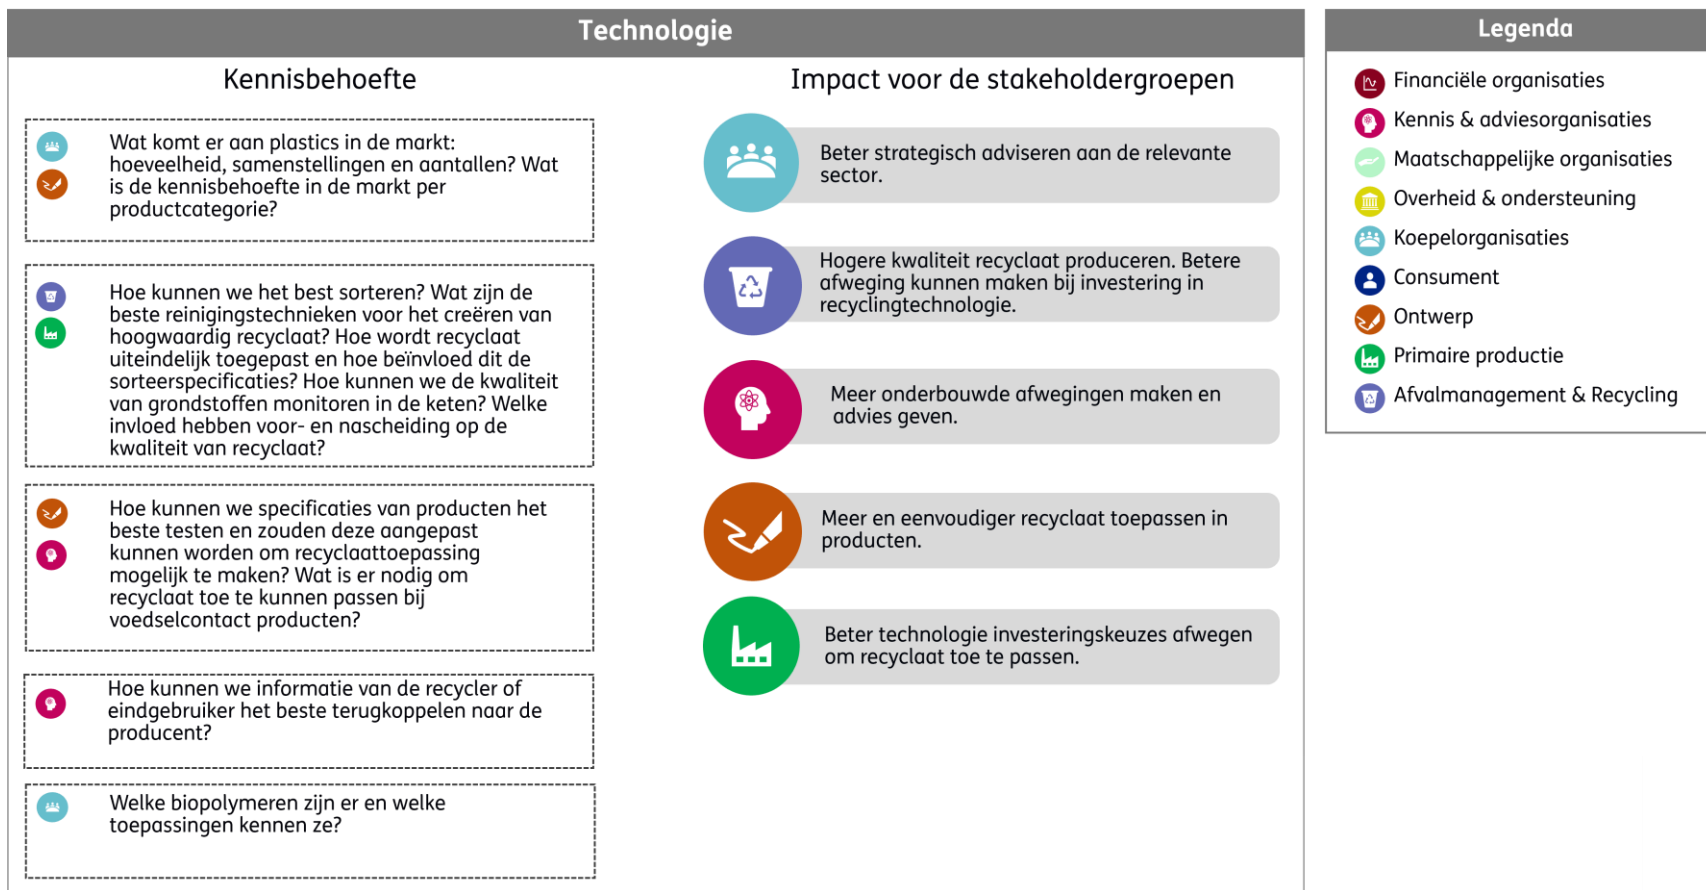 Technologie
Kennisbehoefte
Wat komt er aan plastics in de markt:
hoeveelheid, samenstellingen en aantallen? Wat
is de kennisbehoefte in de markt per
productcategorie?
Hoe kunnen we het best sorteren? Wat zijn de
beste reinigingstechnieken voor het creëren van
hoogwaardig recyclaat? Hoe wordt recyclaat
uiteindelijk toegepast en hoe beïnvloed dit de
sorteerspecificaties? Hoe kunnen we de kwaliteit
van grondstoffen monitoren in de keten? Welke
invloed hebben voor- en nascheiding op de
kwaliteit van recyclaat?
Hoe kunnen we specificaties van producten het
beste testen en zouden deze aangepast
kunnen worden om recyclaattoepassing
mogelijk te maken? Wat is er nodig om
recyclaat toe te kunnen passen bij
voedselcontact producten?
Hoe kunnen we informatie van de recycler of
eindgebruiker het beste terugkoppelen naar de
producent?
Welke biopolymeren zijn er en welke
toepassingen kennen ze?
Impact voor de stakeholdergroepen
Beter strategisch adviseren aan de relevante
sector.
Hogere kwaliteit recyclaat produceren. Betere
afweging kunnen maken bij investering in
recyclingtechnologie.
Meer onderbouwde afwegingen maken en
advies geven.
Meer en eenvoudiger recyclaat toepassen in
producten.
Beter technologie investeringskeuzes afwegen
om recyclaat toe te passen.
Legenda
Financiële organisaties
Kennis & adviesorganisaties
Maatschappelijke organisaties
Overheid & ondersteuning
Koepelorganisaties
Consument
Ontwerp
Primaire productie
Afvalmanagement & Recycling